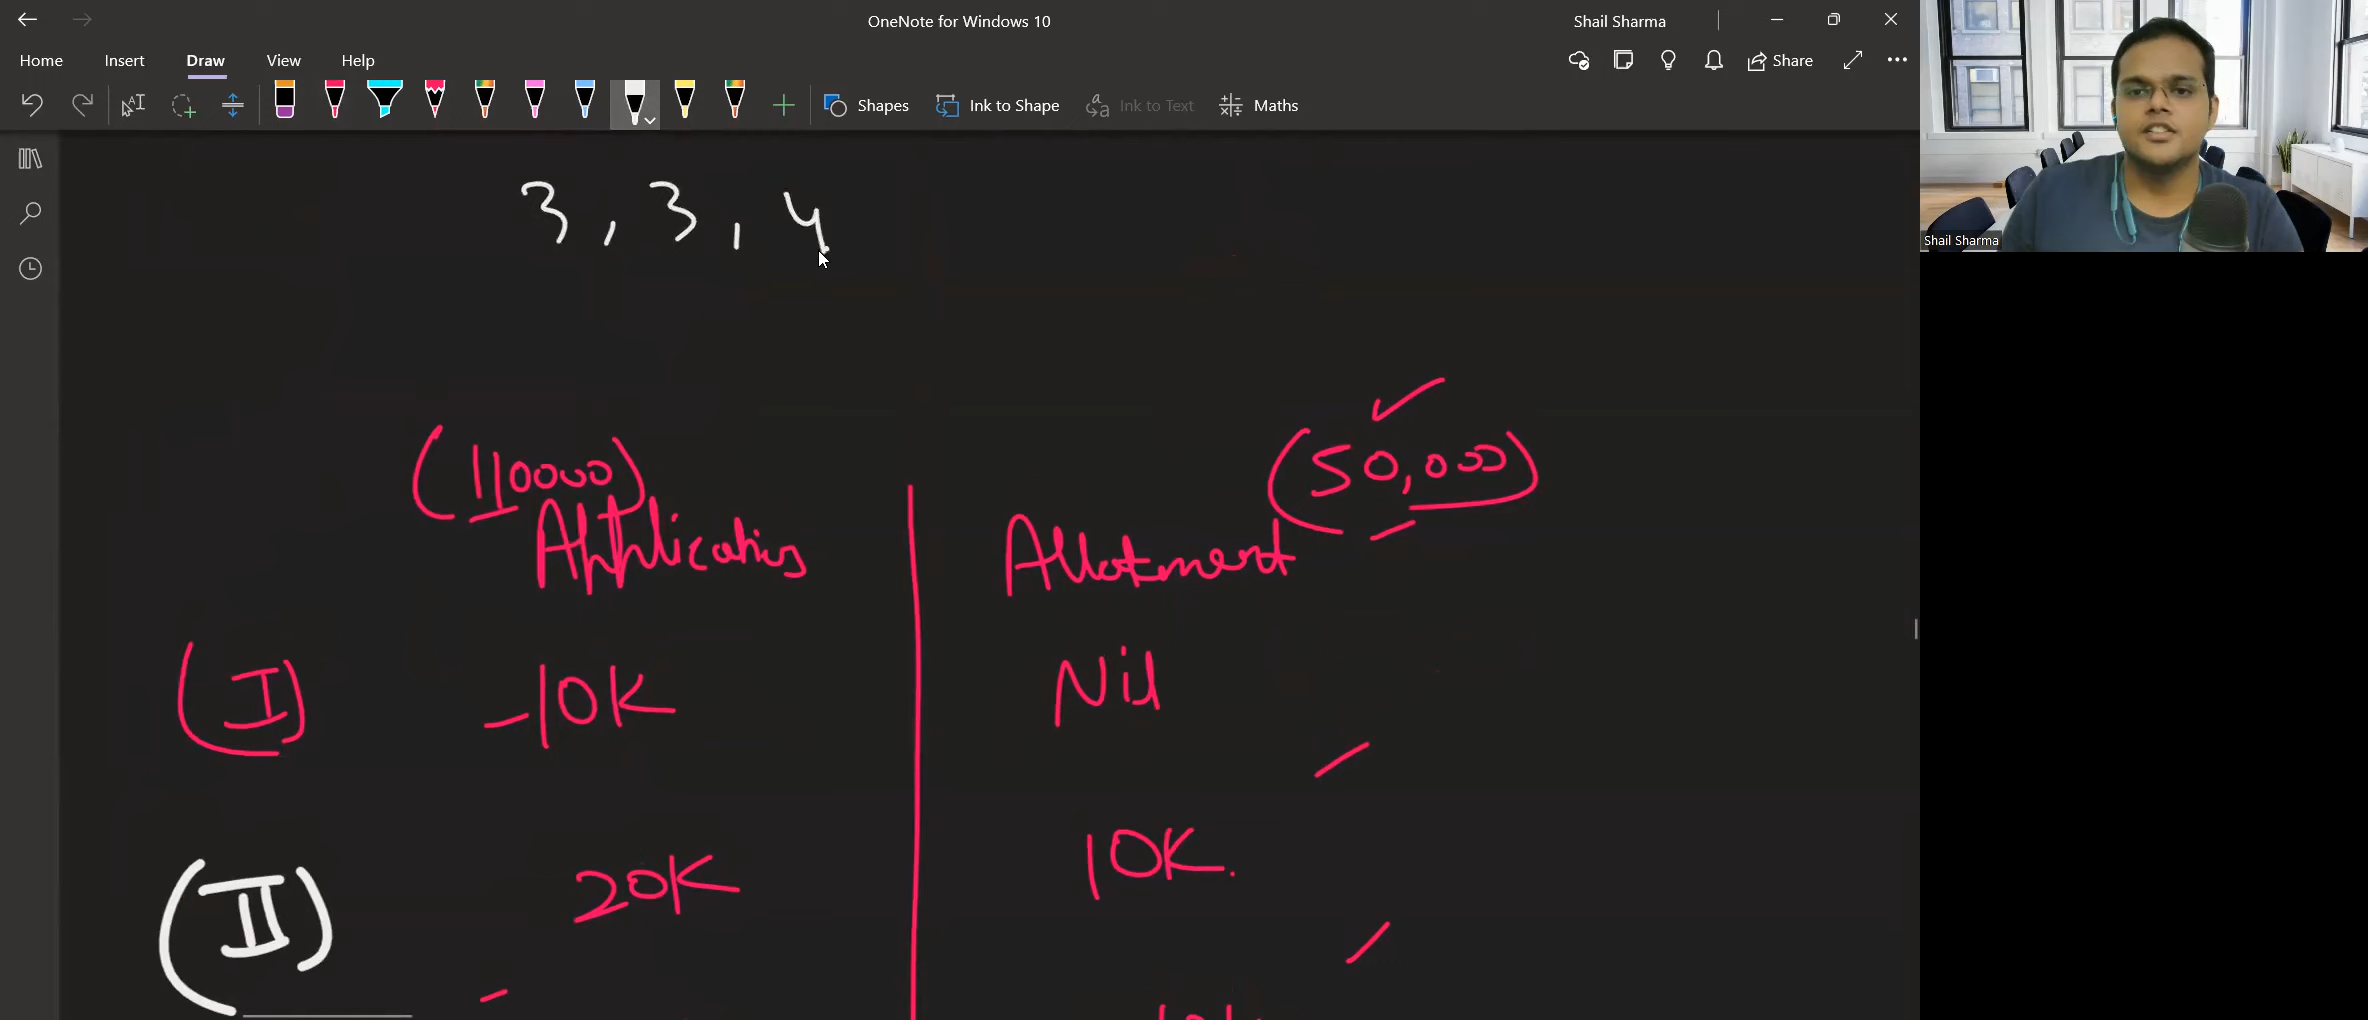 OneNote for Windows 10
Shail Sharma
Home Insert Draw View Help
Share
Shapes Ink to Shape Ink to Text Maths
3, 3, 4
Shail Sharma
(110000) (50,000)
Applications Allotment
(I) -10K Nil
(II) 20K 10K.